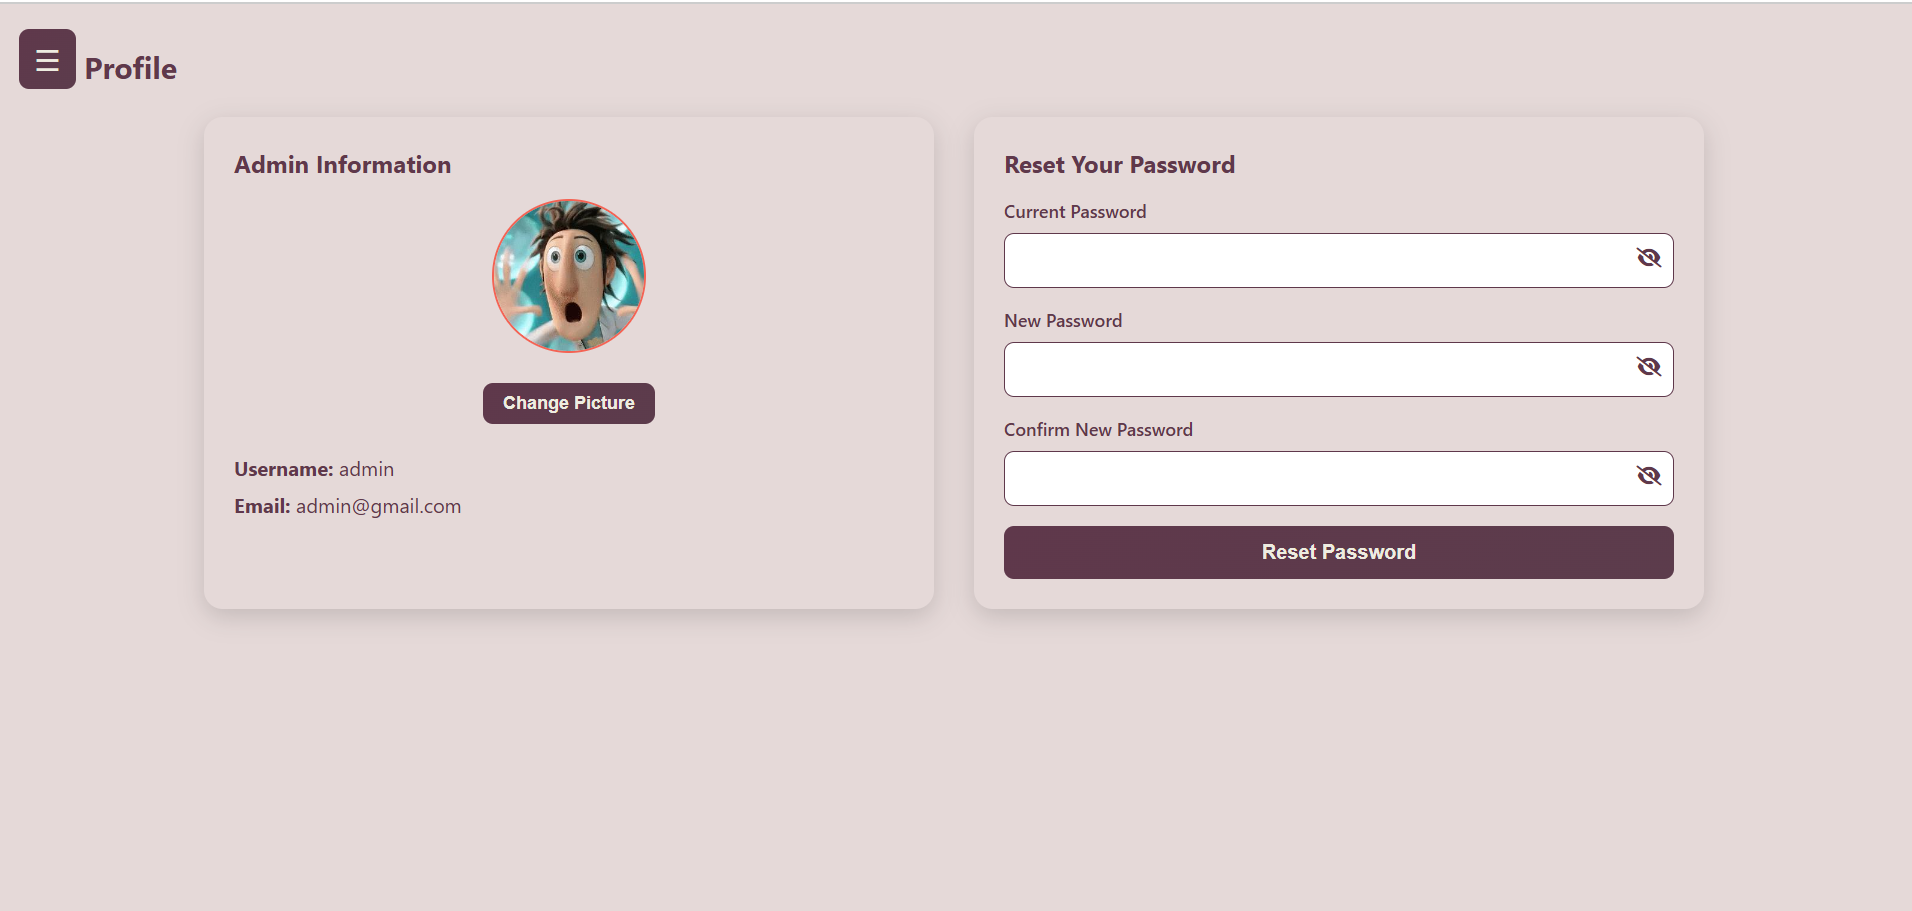 Profile
Admin Information
Change Picture
Username: admin
Email: admin@gmail.com
Reset Your Password
Current Password
New Password
Confirm New Password
Reset Password